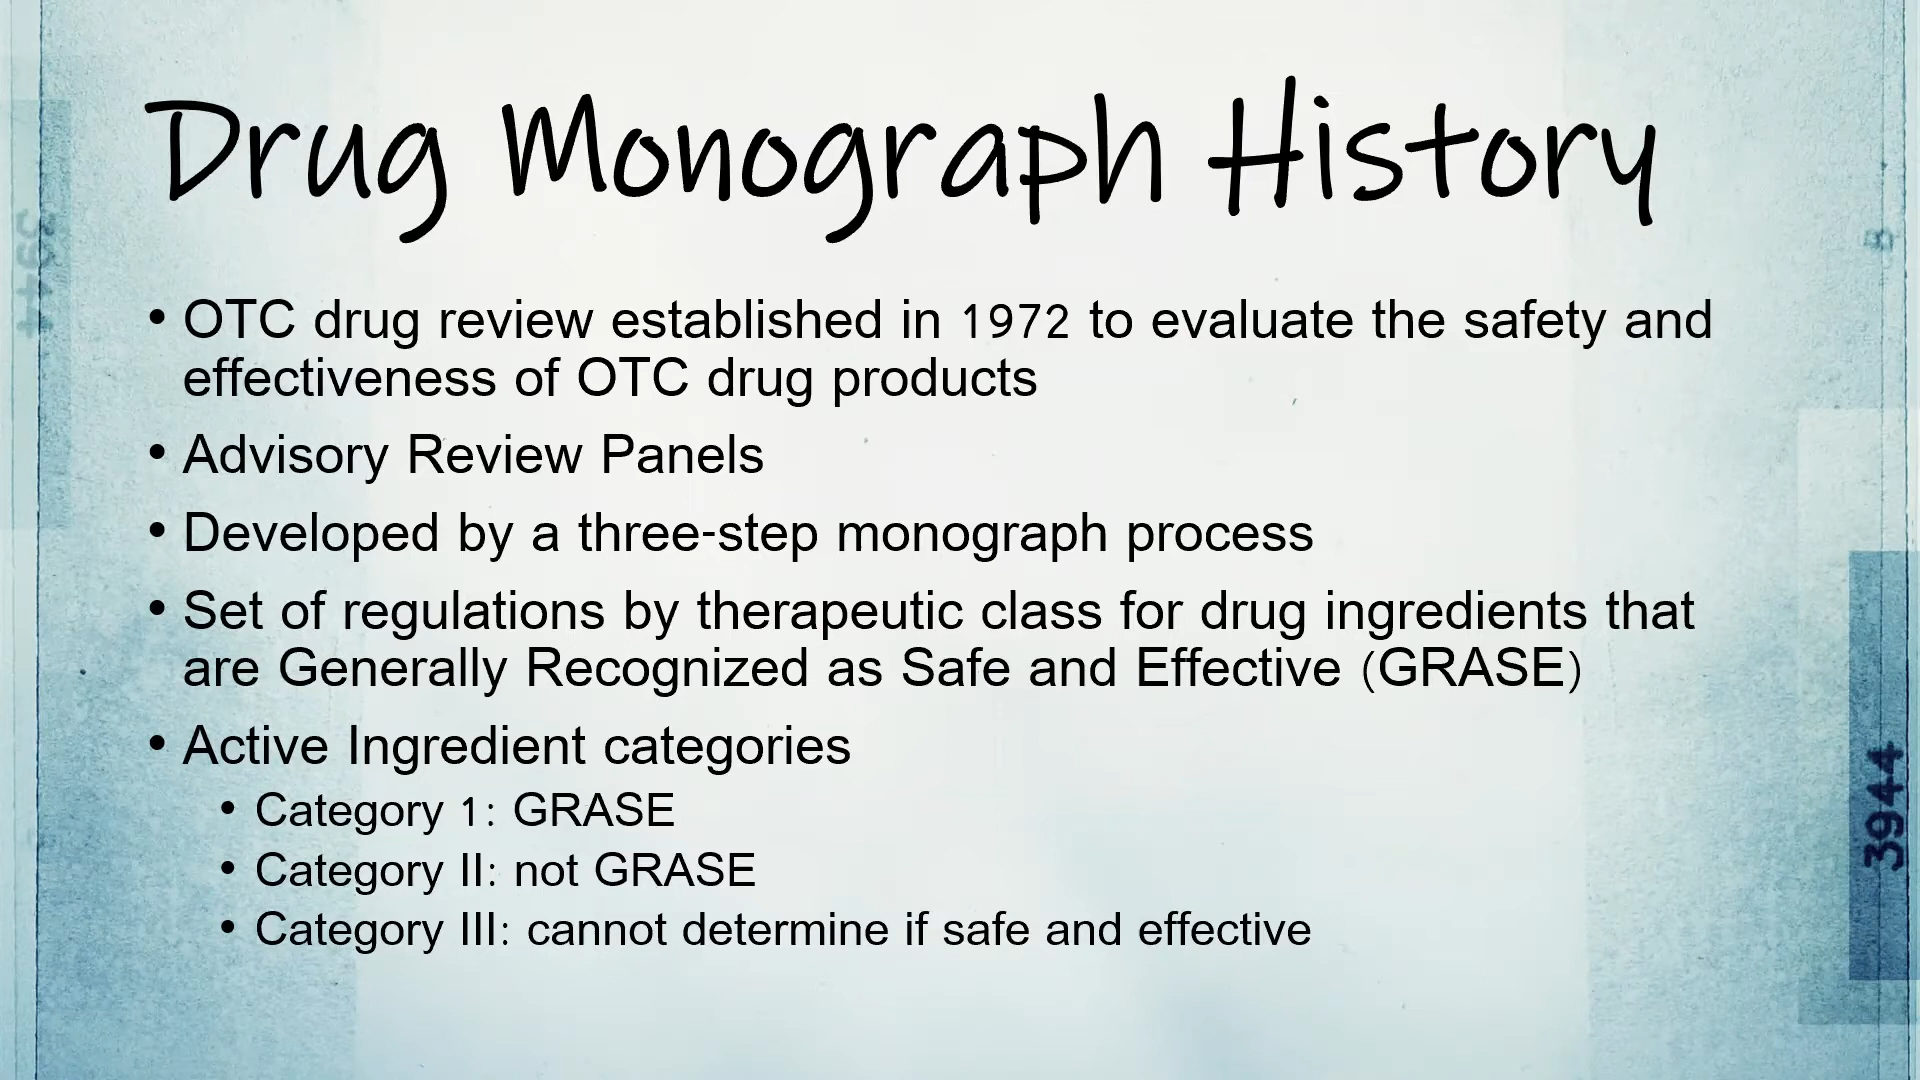 Drug Monograph History
• OTC drug review established in 1972 to evaluate the safety and
effectiveness of OTC drug products
• Advisory Review Panels
• Developed by a three-step monograph process
• Set of regulations by therapeutic class for drug ingredients that
are Generally Recognized as Safe and Effective (GRASE)
• Active Ingredient categories
• Category 1: GRASE
• Category II: not GRASE
• Category III: cannot determine if safe and effective
3944